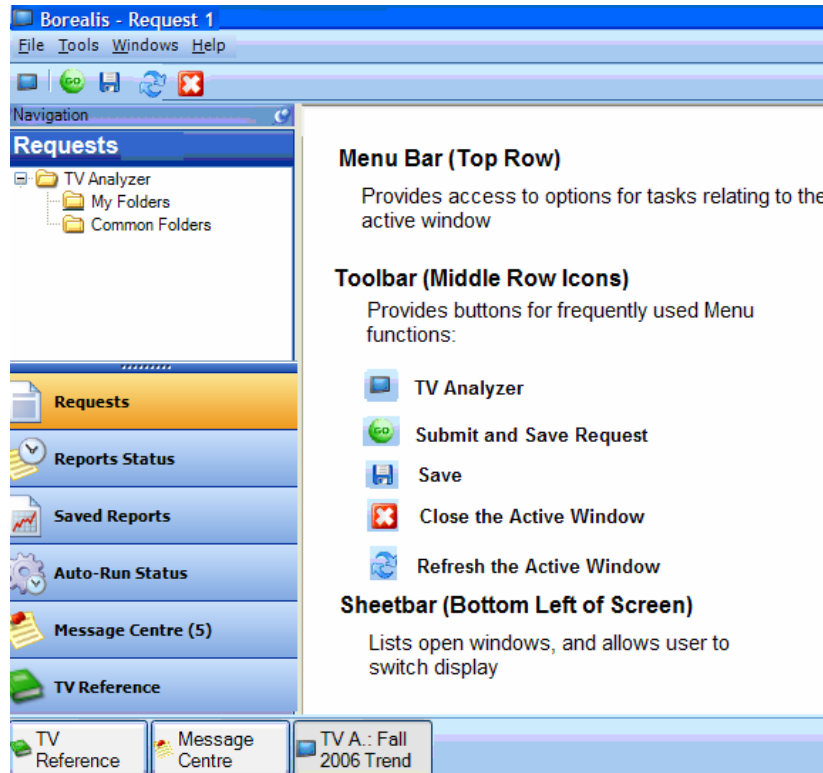 Borealis - Request 1
File Tools Windows Help
GO
Navigation
Requests
TV Analyzer
My Folders
Common Folders
Requests
Reports Status
Saved Reports
Auto-Run Status
Message Centre (5)
TV Reference
Menu Bar (Top Row)
Provides access to options for tasks relating to the
active window
Toolbar (Middle Row Icons)
Provides buttons for frequently used Menu
functions:
TV Analyzer
GO
Submit and Save Request
Save
Close the Active Window
Refresh the Active Window
Sheetbar (Bottom Left of Screen)
Lists open windows, and allows user to
switch display
TV
Reference
Message
Centre
TV A.: Fall
2006 Trend